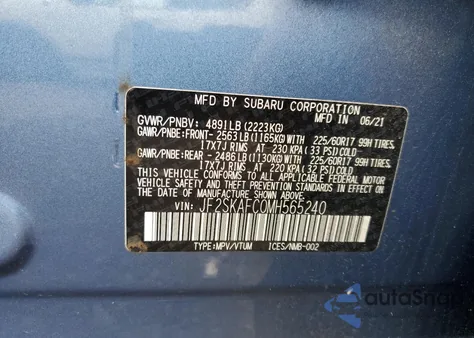 MFD BY SUBARU CORPORATION
GVWR/PNBV: 4891LB(2223KG) MFD IN 06/21
GAWR/PNBE:FRONT- 2563LB(1165KG)WITH 225/60R17 99H TIRES
17X7J RIMS AT 230 KPA(33 PSI)COLD
GAWR/PNBE:REAR - 2486LB(1130KG)WITH 225/60R17 99H TIRES
17X7J RIMS AT 220 KPA(32 PSI)COLD
THIS VEHICLE CONFORMS TO ALL APPLICABLE FEDERAL
MOTOR VEHICLE SAFETY, BUMPER, AND THEFT PREVENTION
STANDARDS IN EFFECT ON THE DATE OF MANUFACTURE
SHOWN ABOVE.
VIN: JF2SKAFC0MH565240
TYPE:MPV/VTUM ICES/NMB-002
autoSnap